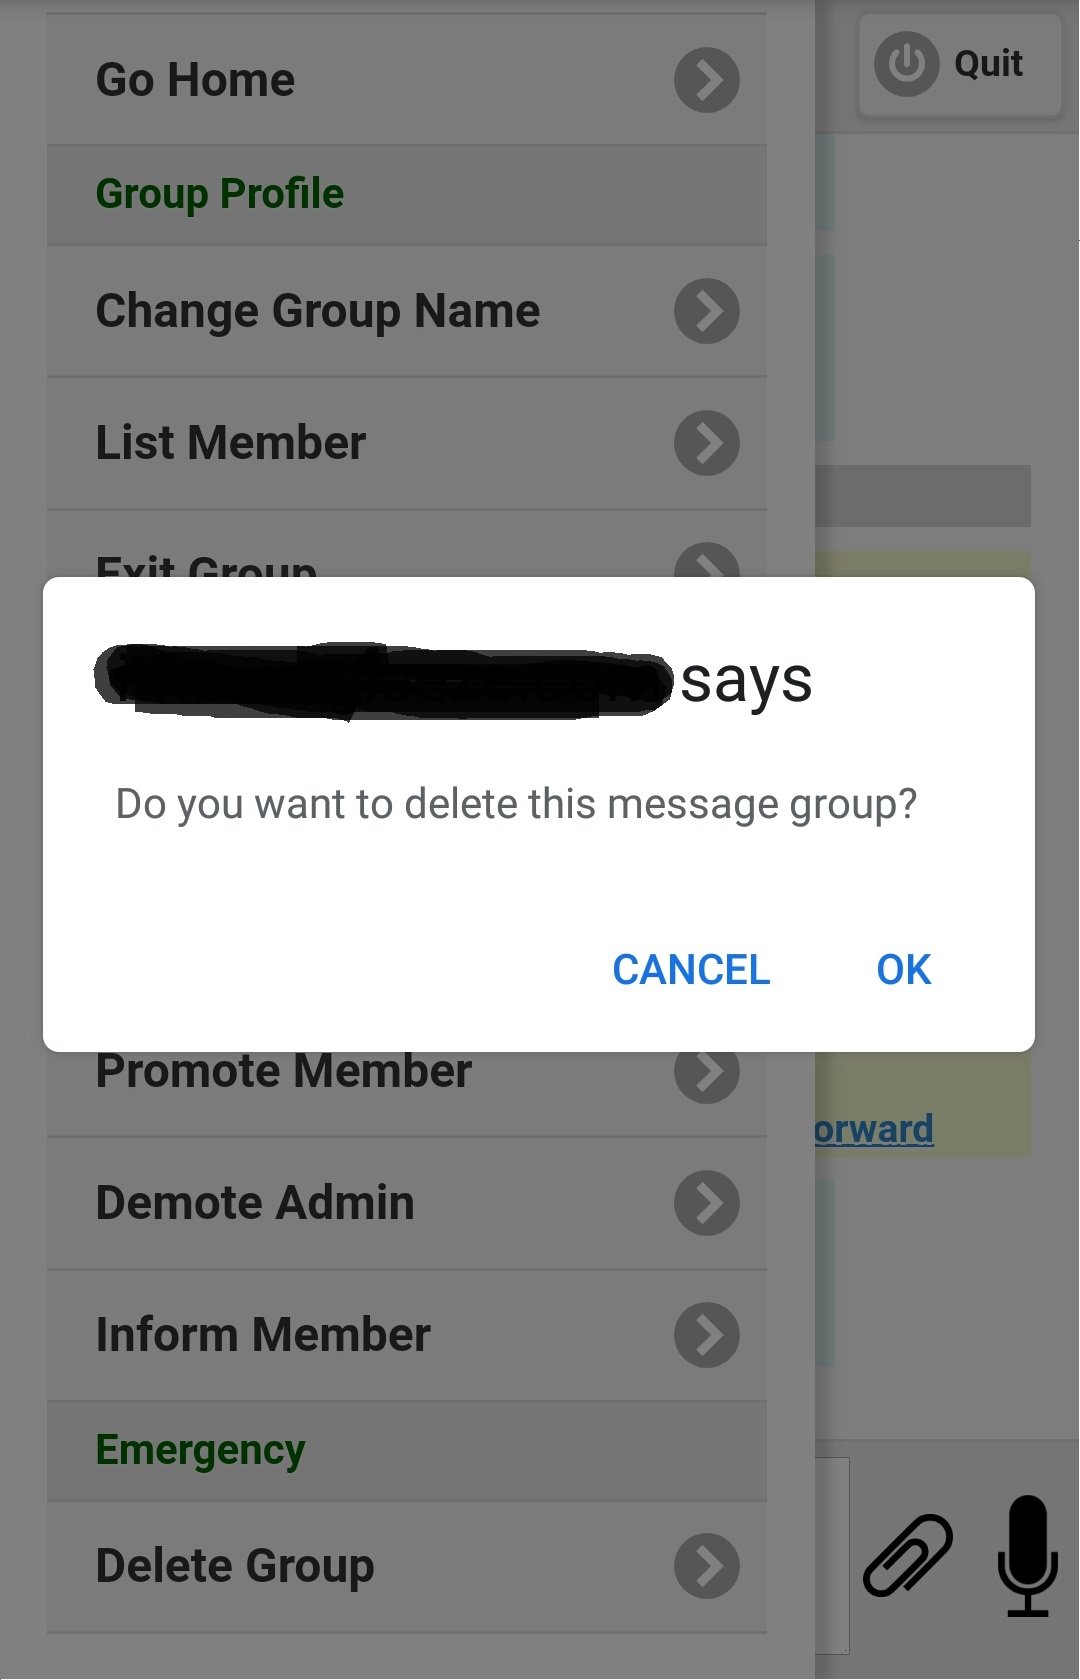 Go Home
Quit
Group Profile
Change Group Name
List Member
Exit Group
says
Do you want to delete this message group?
CANCEL OK
Promote Member
orward
Demote Admin
Inform Member
Emergency
Delete Group